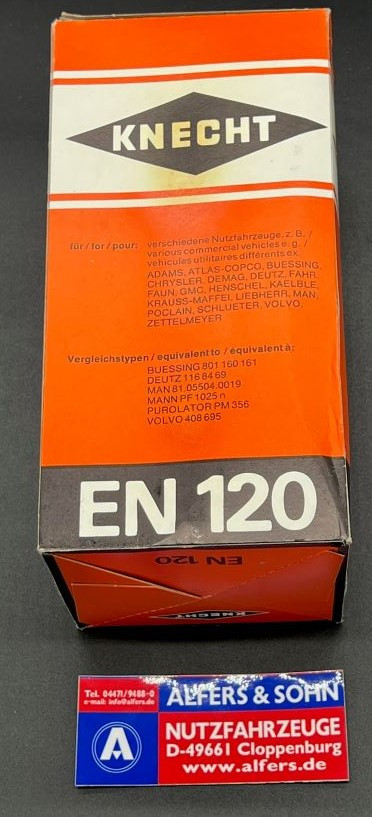 KNECHT
für / for / pour: verschiedene Nutzfahrzeuge, z. B. /
various commercial vehicles e. g. /
véhicules utilitaires différents ex.
ADAMS, ATLAS-COPCO, BUESSING,
CHRYSLER, DEMAG, DEUTZ, FAHR,
FAUN, GMC, HENSCHEL, KAELBLE,
KRAUSS-MAFFEI, LIEBHERR, MAN,
POCLAIN, SCHLUETER, VOLVO,
ZETTELMEYER
Vergleichstypen / equivalent to / équivalent à:
BUESSING 801 160 161
DEUTZ 116 84 69
MAN 81.05504.0019
MANN PF 1025 n
PUROLATOR PM 356
VOLVO 408 695
EN 120
EN 120
KNECHT
Tel. 04471/9488-0
e-mail: info@alfers.de
ALFERS & SOHN
A
NUTZFAHRZEUGE
D-49661 Cloppenburg
www.alfers.de